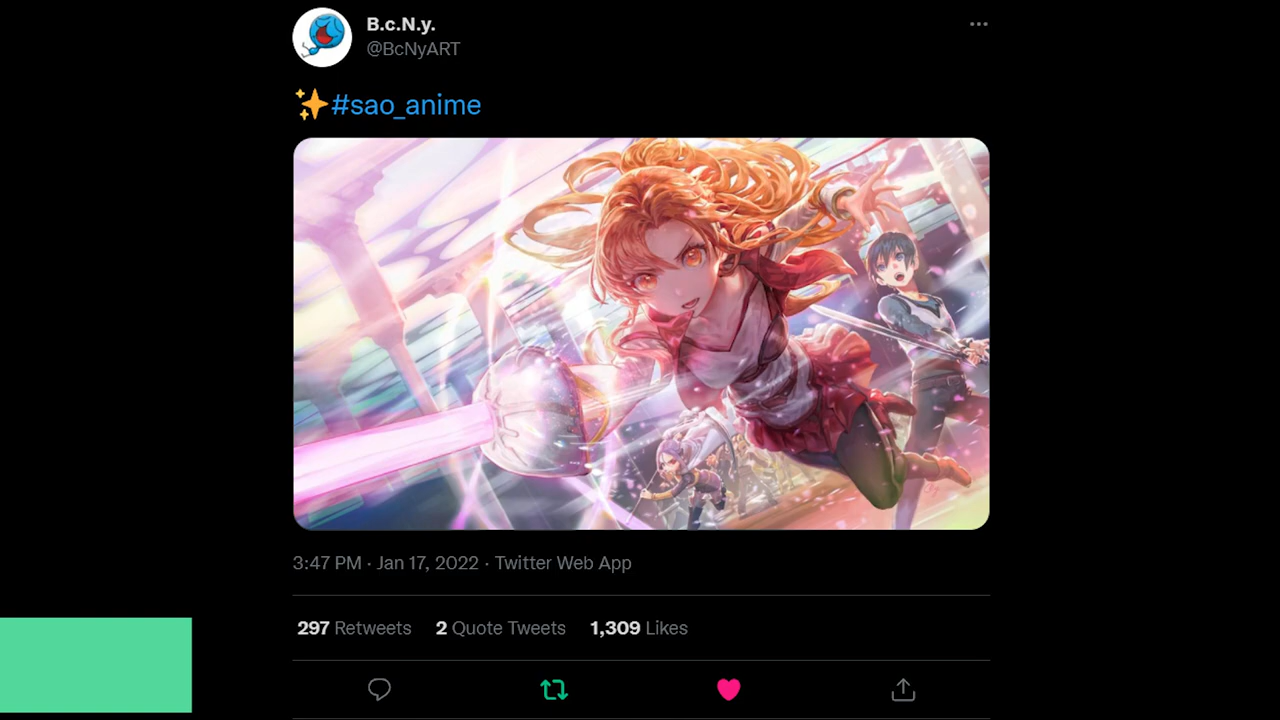 B.c.N.y.
@BcNyART
✨#sao_anime
3:47 PM · Jan 17, 2022 · Twitter Web App
297 Retweets 2 Quote Tweets 1,309 Likes